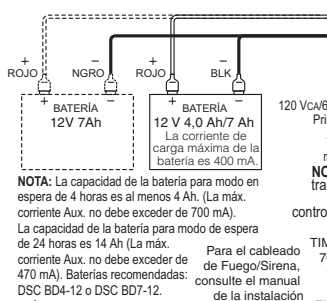 + – + –
ROJO NGRO ROJO BLK
+ – + –
BATERÍA
12V 7Ah
BATERÍA
12 V 4,0 Ah/7 Ah
La corriente de
carga máxima de la
batería es 400 mA.
NOTA: La capacidad de la batería para modo en
espera de 4 horas es al menos 4 Ah. (La máx.
corriente Aux. no debe exceder de 700 mA).
La capacidad de la batería para modo de espera
de 24 horas es 14 Ah (La máx.
corriente Aux. no debe exceder de
470 mA). Baterías recomendadas:
DSC BD4-12 o DSC BD7-12.
Para el cableado
de Fuego/Sirena,
consulte el manual
de la instalación
120 VCA/6
Pri
NO
tran
contro
TIM